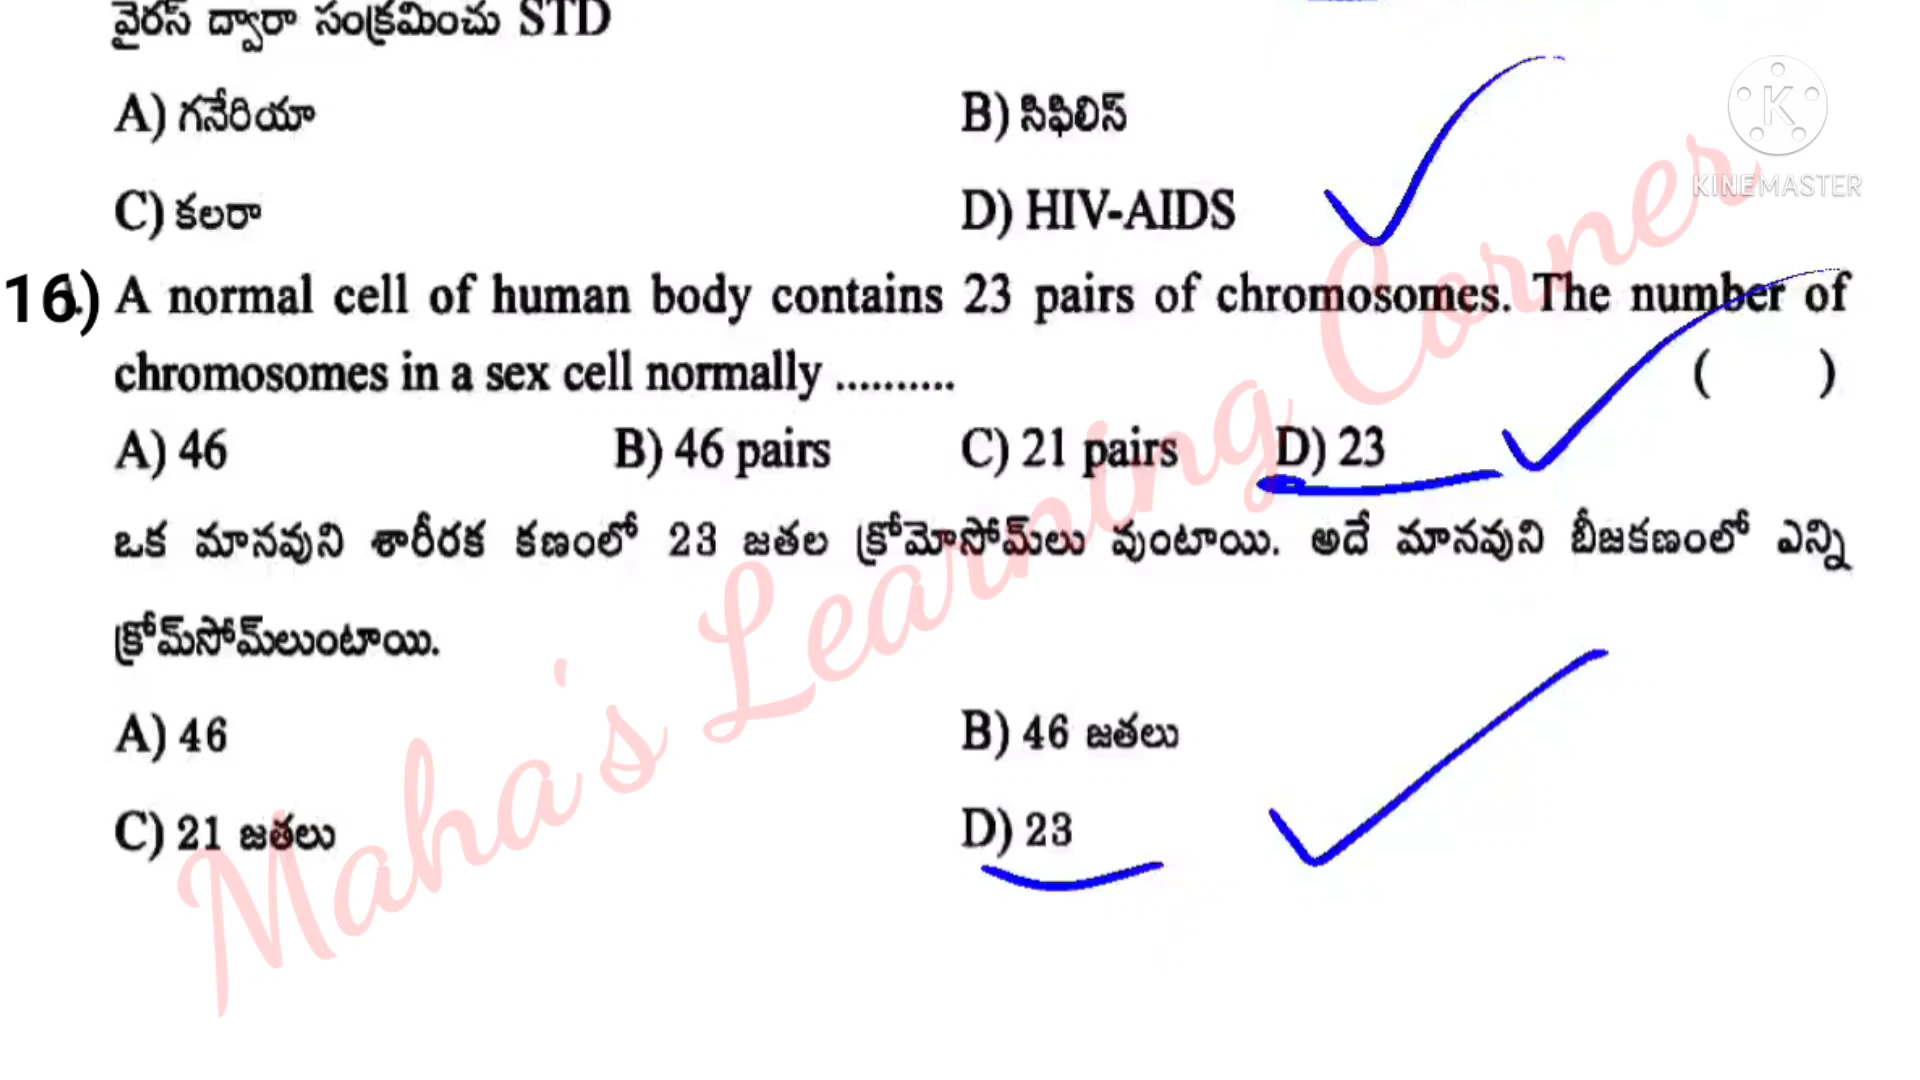 వైరస్ ద్వారా సంక్రమించు STD
A) గనేరియా
B) సిఫిలిస్
C) కలరా
D) HIV-AIDS
K
KINEMASTER
16) A normal cell of human body contains 23 pairs of chromosomes. The number of
chromosomes in a sex cell normally .......... ( )
A) 46 B) 46 pairs C) 21 pairs D) 23
ఒక మానవుని శారీరక కణంలో 23 జతల క్రోమోసోమ్‌లు వుంటాయి. అదే మానవుని బీజకణంలో ఎన్ని
క్రోమ్‌సోమ్‌లుంటాయి.
A) 46
B) 46 జతలు
C) 21 జతలు
D) 23
Maha's Learning Corner